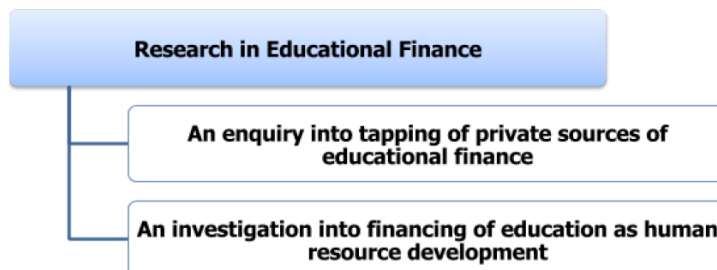 Research in Educational Finance
An enquiry into tapping of private sources of
educational finance
An investigation into financing of education as human
resource development